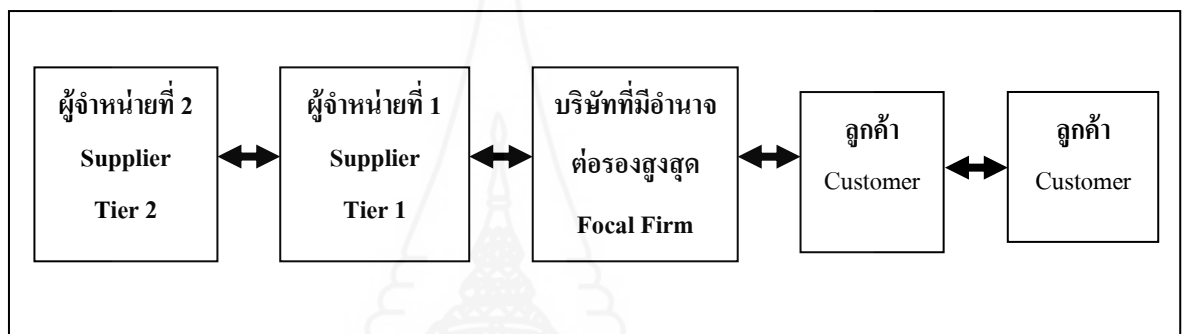 ผู้จำหน่ายที่ 2
Supplier
Tier 2
ผู้จำหน่ายที่ 1
Supplier
Tier 1
บริษัทที่มีอำนาจ
ต่อรองสูงสุด
Focal Firm
ลูกค้า
Customer
ลูกค้า
Customer